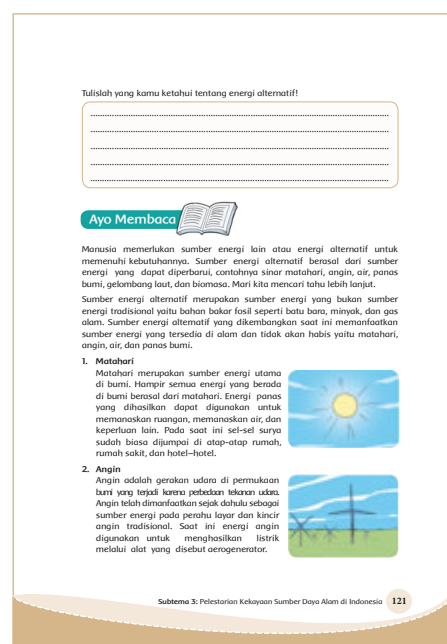 Tulislah yang kamu ketahui tentang energi alternatif!
Ayo Membaca
Manusia memerlukan sumber energi lain atau energi alternatif untuk
memenuhi kebutuhannya. Sumber energi alternatif berasal dari sumber
energi yang dapat diperbarui, contohnya sinar matahari, angin, air, panas
bumi, gelombang laut, dan biomasa. Mari kita mencari tahu lebih lanjut.
Sumber energi alternatif merupakan sumber energi yang bukan sumber
energi tradisional yaitu bahan bakar fosil seperti batu bara, minyak, dan gas
alam. Sumber energi alternatif yang dikembangkan saat ini memanfaatkan
sumber energi yang tersedia di alam dan tidak akan habis yaitu matahari,
angin, air, dan panas bumi.
1. Matahari
Matahari merupakan sumber energi utama
di bumi. Hampir semua energi yang berada
di bumi berasal dari matahari. Energi panas
yang dihasilkan dapat digunakan untuk
memanaskan ruangan, memanaskan air, dan
keperluan lain. Pada saat ini sel-sel surya
sudah biasa dijumpai di atap-atap rumah,
rumah sakit, dan hotel–hotel.
2. Angin
Angin adalah gerakan udara di permukaan
bumi yang terjadi karena perbedaan tekanan udara.
Angin telah dimanfaatkan sejak dahulu sebagai
sumber energi pada perahu layar dan kincir
angin tradisional. Saat ini energi angin
digunakan untuk menghasilkan listrik
melalui alat yang disebut aerogenerator.
Subtema 3: Pelestarian Kekayaan Sumber Daya Alam di Indonesia 121